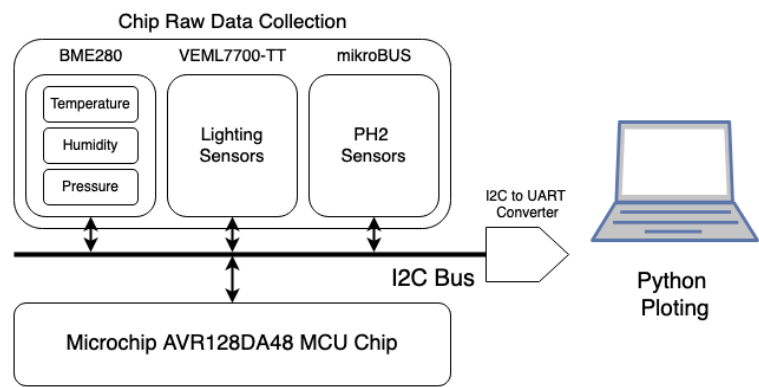 Chip Raw Data Collection
BME280
VEML7700-TT
mikroBUS
Temperature
Humidity
Pressure
Lighting
Sensors
PH2
Sensors
I2C to UART
Converter
I2C Bus
Python
Ploting
Microchip AVR128DA48 MCU Chip